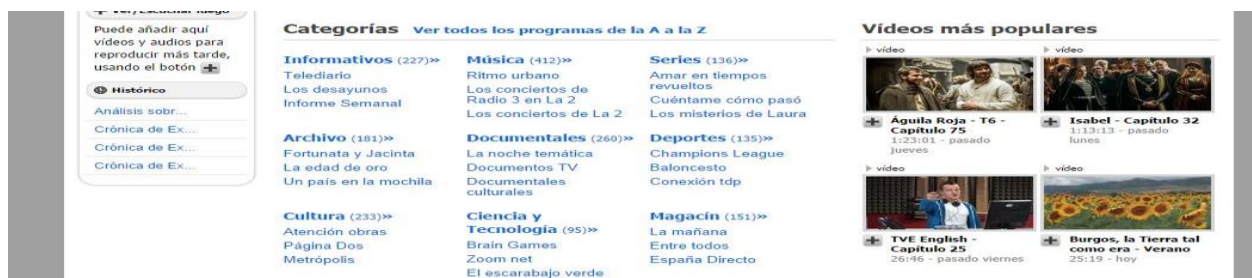 Ver/Escuchar luego
Puede añadir aquí
vídeos y audios para
reproducir más tarde,
usando el botón
Histórico
Análisis sobr...
Crónica de Ex...
Crónica de Ex...
Crónica de Ex...
Categorías Ver todos los programas de la A a la Z
Informativos (227)»
Telediario
Los desayunos
Informe Semanal
Música (412)»
Ritmo urbano
Los conciertos de
Radio 3 en La 2
Los conciertos de La 2
Series (136)»
Amar en tiempos
revueltos
Cuéntame cómo pasó
Los misterios de Laura
Archivo (181)»
Fortunata y Jacinta
La edad de oro
Un país en la mochila
Documentales (260)»
La noche temática
Documentos TV
Documentales
culturales
Deportes (135)»
Champions League
Baloncesto
Conexión tdp
Cultura (233)»
Atención obras
Página Dos
Metrópolis
Ciencia y
Tecnología (95)»
Brain Games
Zoom net
El escarabajo verde
Magacín (151)»
La mañana
Entre todos
España Directo
Vídeos más populares
vídeo
Águila Roja - T6 -
Capítulo 75
1:23:01 - pasado
jueves
vídeo
Isabel - Capítulo 32
1:13:13 - pasado
lunes
vídeo
TVE English -
Capítulo 25
26:46 - pasado viernes
vídeo
Burgos, la Tierra tal
como era - Verano
25:19 - hoy